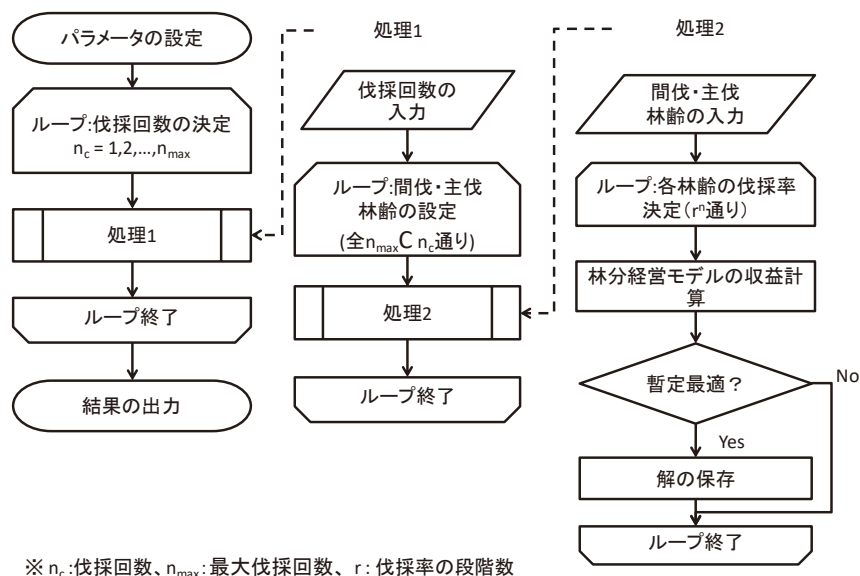 パラメータの設定
ループ:伐採回数の決定
n_c = 1,2,...,n_max
処理1
ループ終了
結果の出力
処理1
伐採回数の
入力
ループ:間伐・主伐
林齢の設定
(全n_maxC n_c通り)
処理2
ループ終了
処理2
間伐・主伐
林齢の入力
ループ:各林齢の伐採率
決定(r^n通り)
林分経営モデルの収益計
算
暫定最適?
No
Yes
解の保存
ループ終了
※ n_c:伐採回数、n_max:最大伐採回数、 r:伐採率の段階数